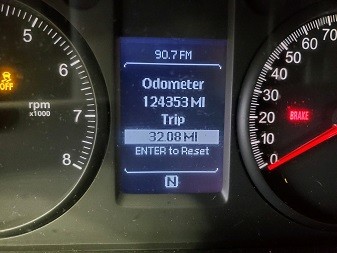 90.7 FM
Odometer
124353 MI
Trip
32.08 MI
ENTER to Reset
N
5
6
7
8
rpm
x1000
OFF
70
60
50
40
30
20
10
0
BRAKE